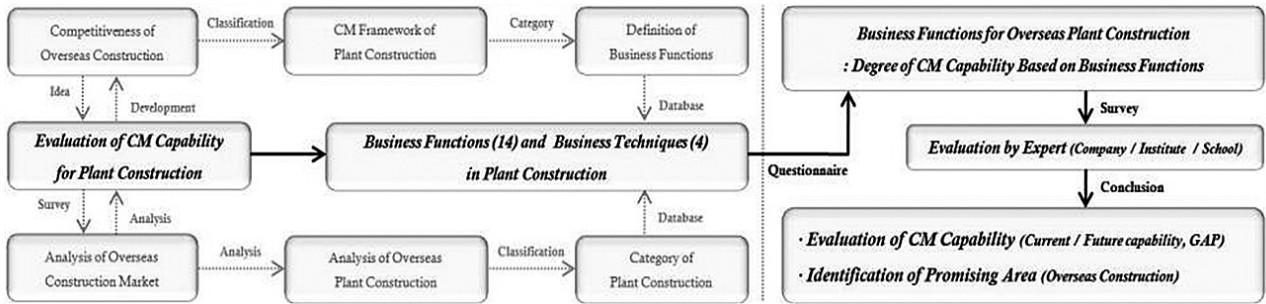 Competitiveness of
Overseas Construction
Classification
CM Framework of
Plant Construction
Category
Definition of
Business Functions
Idea
Development
Database
Evaluation of CM Capability
for Plant Construction
Business Functions (14) and Business Techniques (4)
in Plant Construction
Survey
Analysis
Database
Analysis of Overseas
Construction Market
Analysis
Analysis of Overseas
Plant Construction
Classification
Category of
Plant Construction
Questionnaire
Business Functions for Overseas Plant Construction
: Degree of CM Capability Based on Business Functions
Survey
Evaluation by Expert (Company / Institute / School)
Conclusion
· Evaluation of CM Capability (Current / Future capability, GAP)
· Identification of Promising Area (Overseas Construction)